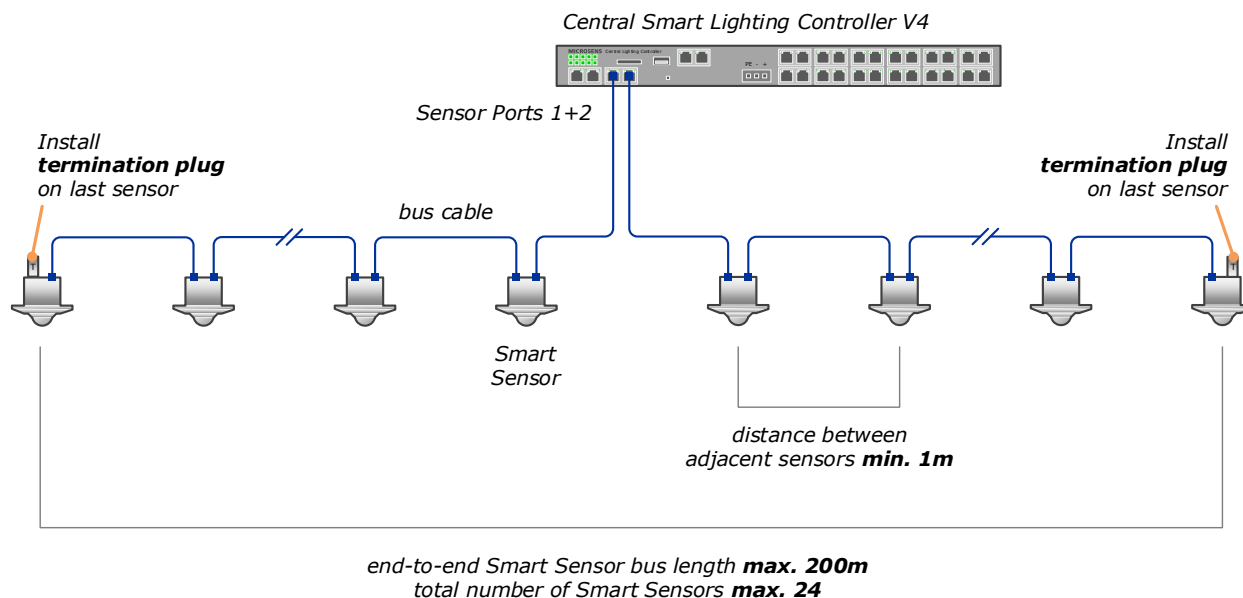 Central Smart Lighting Controller V4
MICROSENS Central Lighting Controller
PE - +
Sensor Ports 1+2
Install
termination plug
on last sensor
Install
termination plug
on last sensor
bus cable
T
T
Smart
Sensor
distance between
adjacent sensors min. 1m
end-to-end Smart Sensor bus length max. 200m
total number of Smart Sensors max. 24